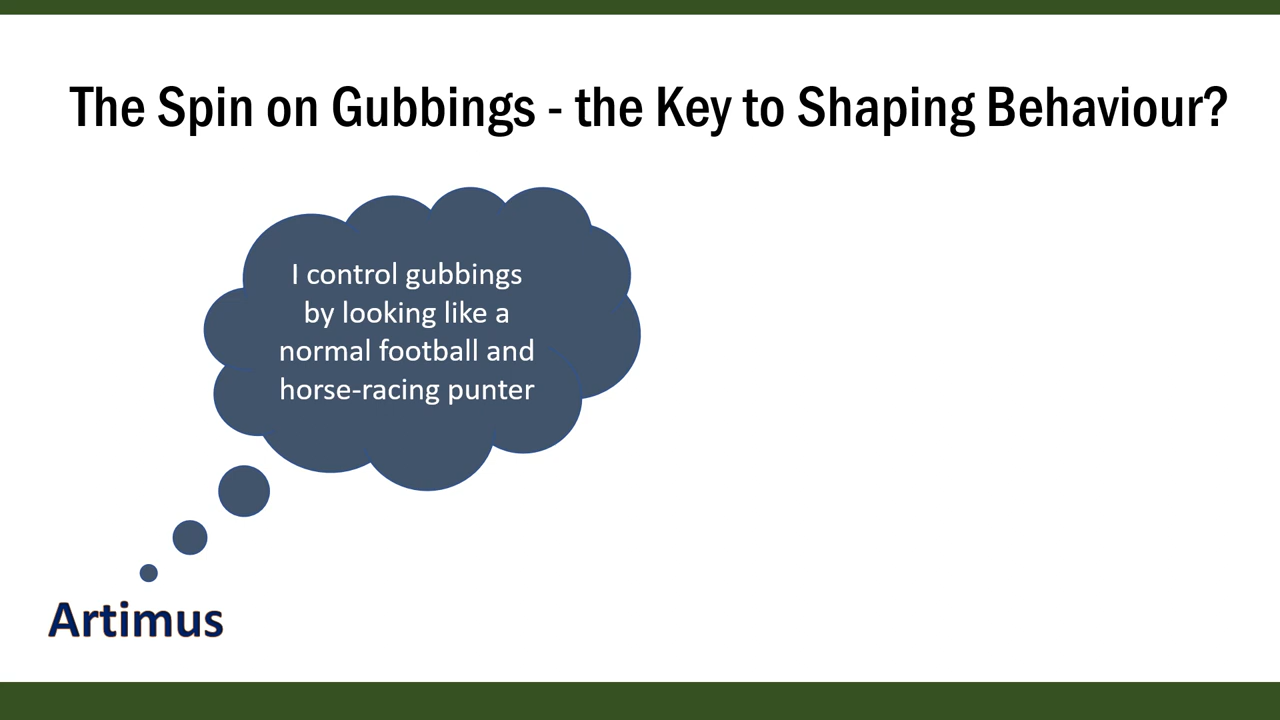 The Spin on Gubbings - the Key to Shaping Behaviour?
I control gubbings
by looking like a
normal football and
horse-racing punter
Artimus